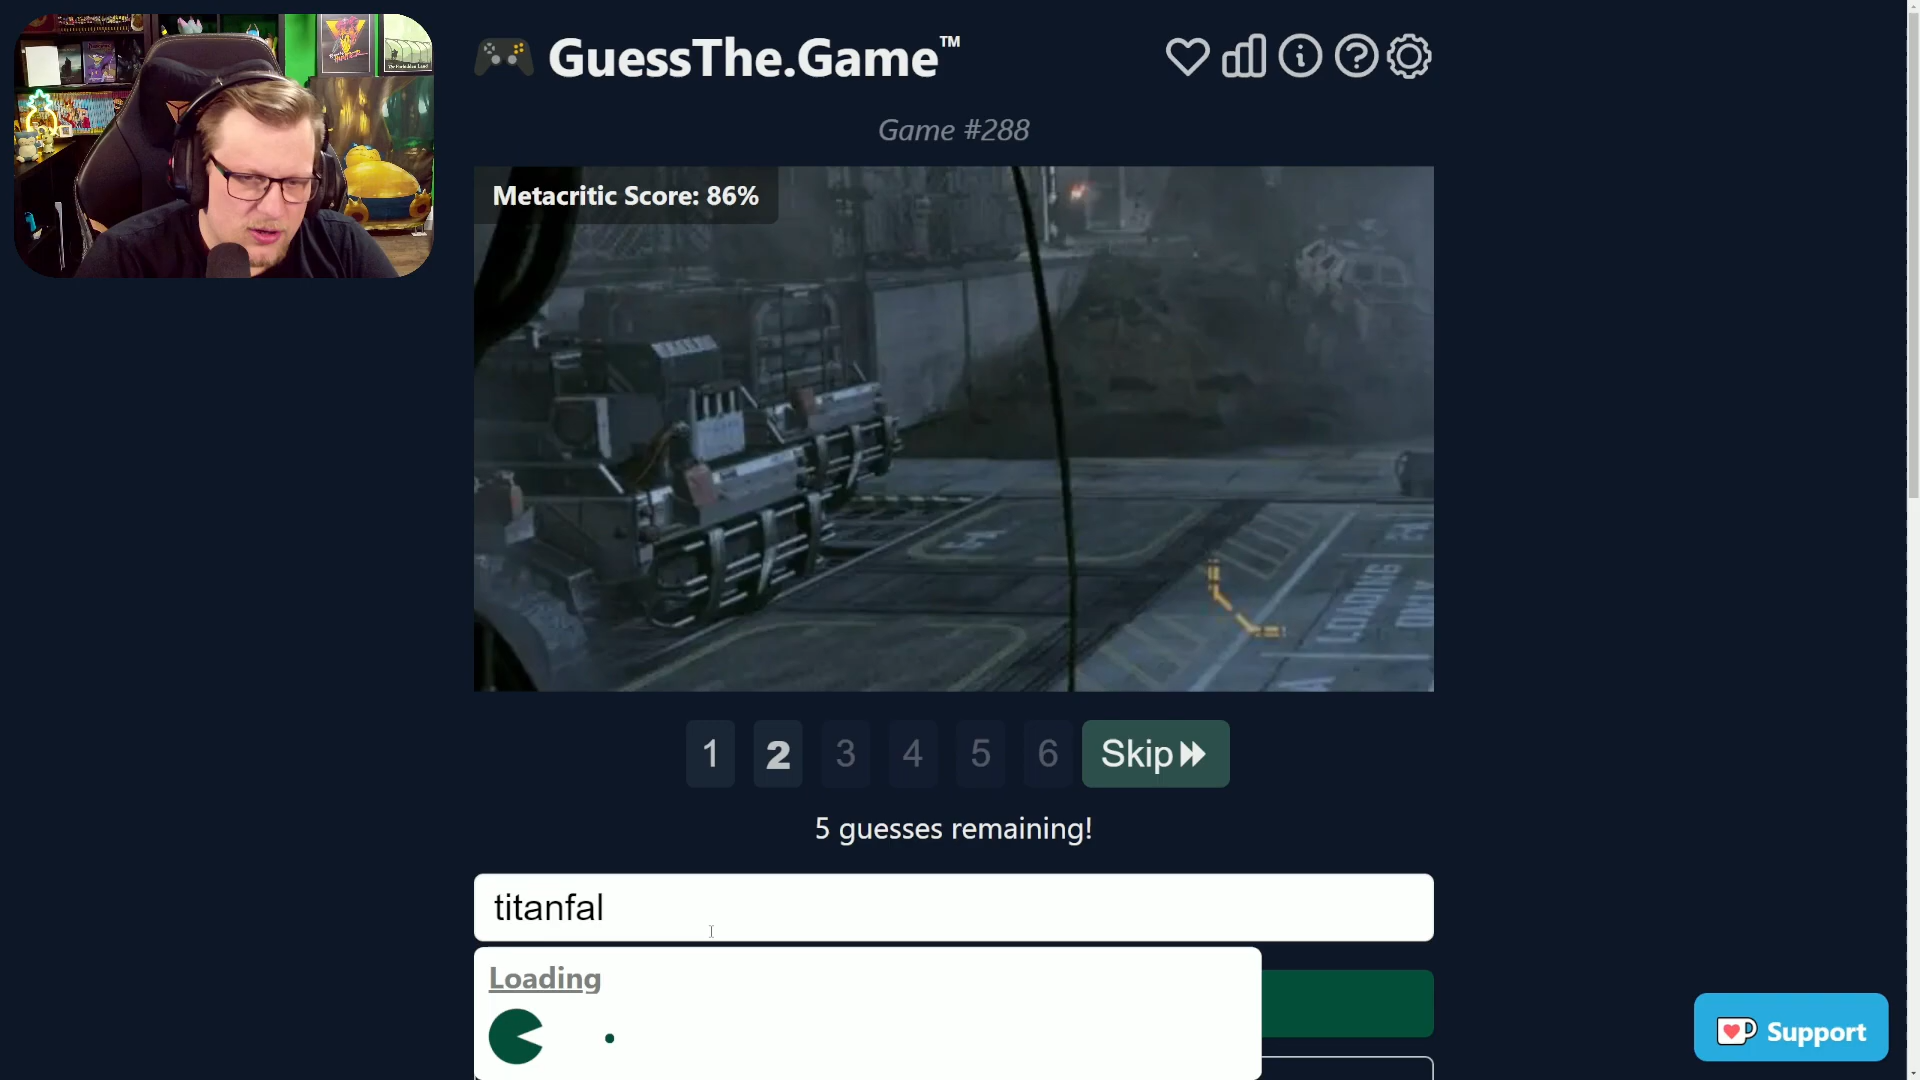 GuessThe.Game™
Game #288
Metacritic Score: 86%
LOADING
ONLY
1 2 3 4 5 6 Skip
5 guesses remaining!
titanfal
Loading
Support